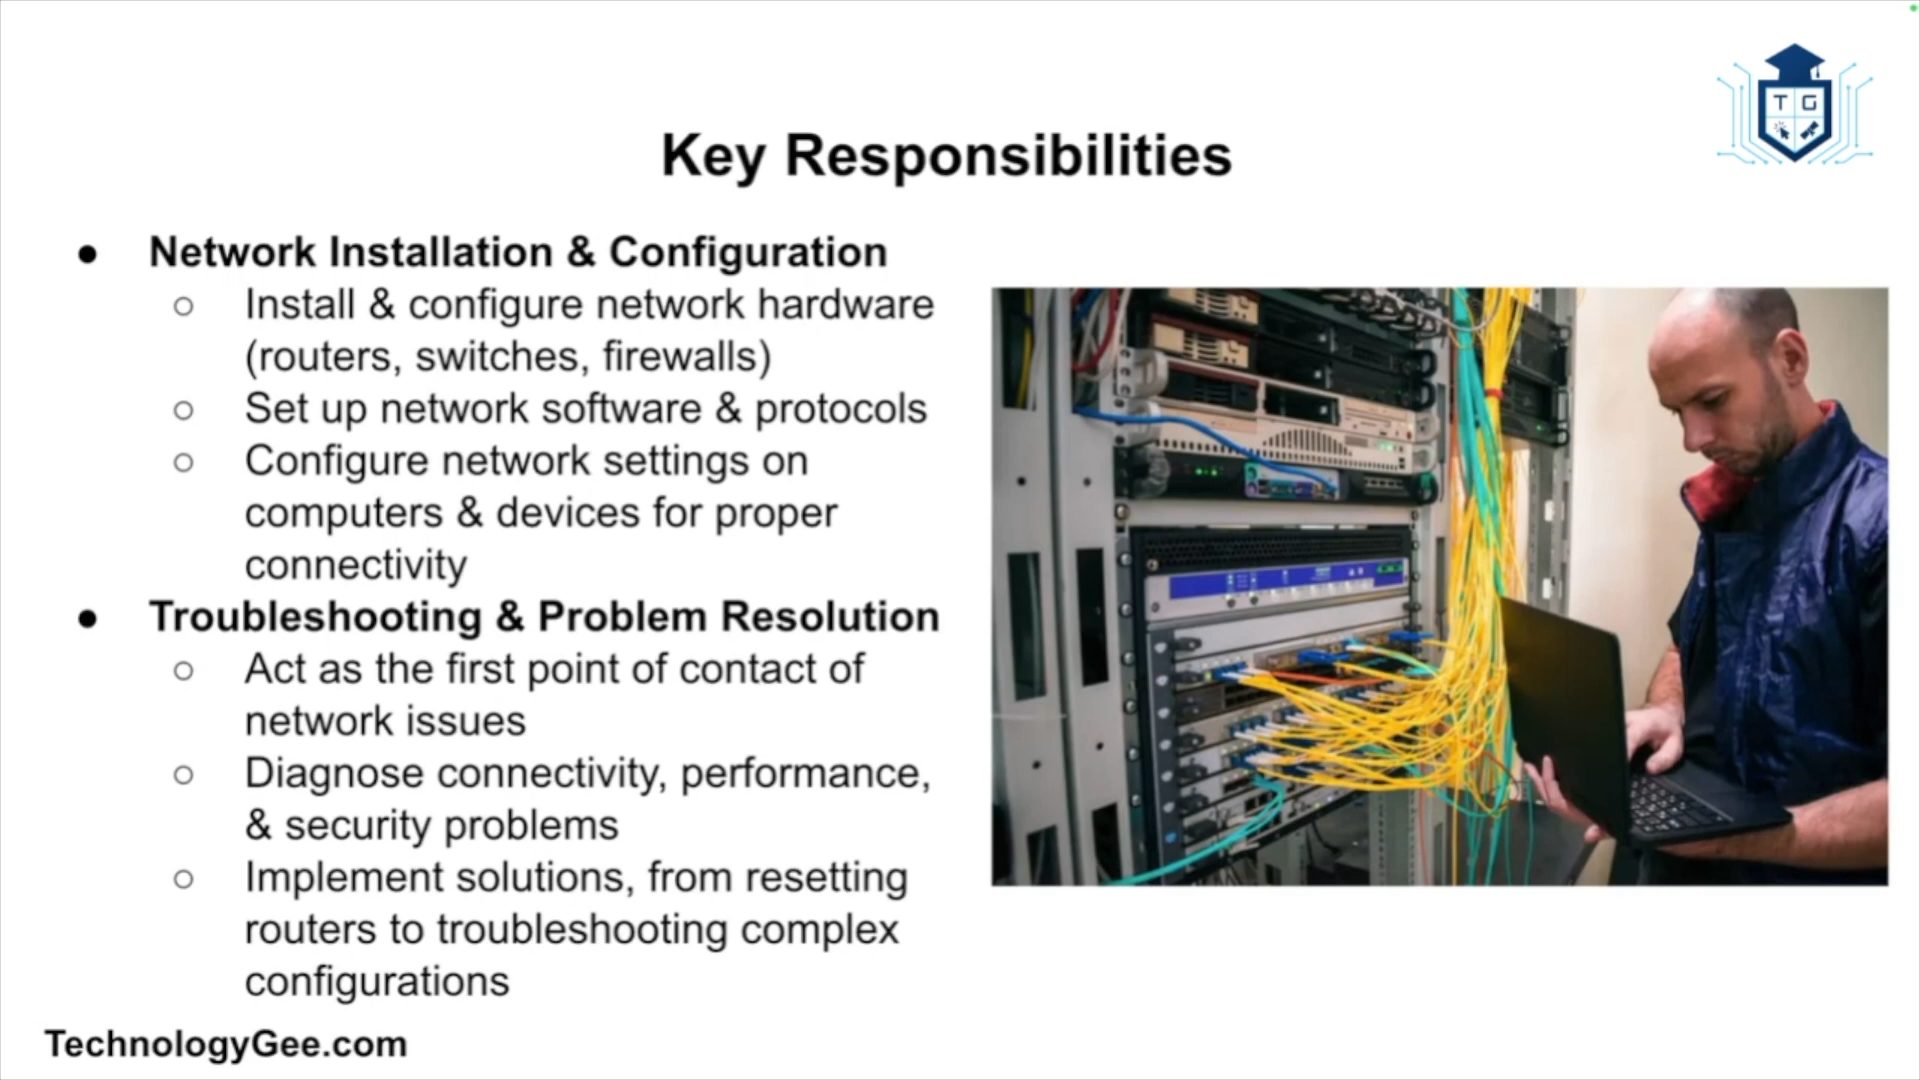 T G
Key Responsibilities
● Network Installation & Configuration
○ Install & configure network hardware
(routers, switches, firewalls)
○ Set up network software & protocols
○ Configure network settings on
computers & devices for proper
connectivity
● Troubleshooting & Problem Resolution
○ Act as the first point of contact of
network issues
○ Diagnose connectivity, performance,
& security problems
○ Implement solutions, from resetting
routers to troubleshooting complex
configurations
TechnologyGee.com